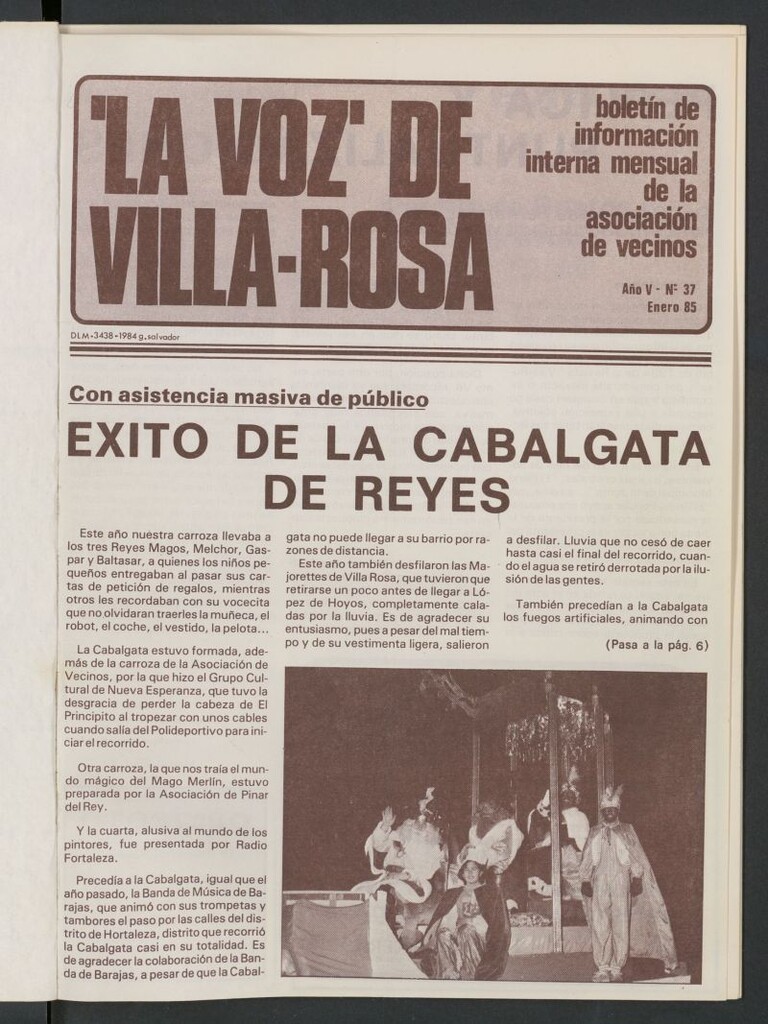 'LA VOZ' DE
VILLA-ROSA
boletín de
información
interna mensual
de la
asociación
de vecinos
Año V - Nº 37
Enero 85
DLM-3438-1984 g.salvador
Con asistencia masiva de público
EXITO DE LA CABALGATA
DE REYES
Este año nuestra carroza llevaba a
los tres Reyes Magos, Melchor, Gas-
par y Baltasar, a quienes los niños pe-
queños entregaban al pasar sus car-
tas de petición de regalos, mientras
otros les recordaban con su vocecita
que no olvidaran traerles la muñeca, el
robot, el coche, el vestido, la pelota...
La Cabalgata estuvo formada, ade-
más de la carroza de la Asociación de
Vecinos, por la que hizo el Grupo Cul-
tural de Nueva Esperanza, que tuvo la
desgracia de perder la cabeza de El
Principito al tropezar con unos cables
cuando salía del Polideportivo para ini-
ciar el recorrido.
Otra carroza, la que nos traía el mun-
do mágico del Mago Merlín, estuvo
preparada por la Asociación de Pinar
del Rey.
Y la cuarta, alusiva al mundo de los
pintores, fue presentada por Radio
Fortaleza.
Precedía a la Cabalgata, igual que el
año pasado, la Banda de Música de Ba-
rajas, que animó con sus trompetas y
tambores el paso por las calles del dis-
trito de Hortaleza, distrito que recorrió
la Cabalgata casi en su totalidad. Es
de agradecer la colaboración de la Ban-
da de Barajas, a pesar de que la Cabal-
gata no puede llegar a su barrio por ra-
zones de distancia.
Este año también desfilaron las Ma-
jorettes de Villa Rosa, que tuvieron que
retirarse un poco antes de llegar a Ló-
pez de Hoyos, completamente cala-
das por la lluvia. Es de agradecer su
entusiasmo, pues a pesar del mal tiem-
po y de su vestimenta ligera, salieron
a desfilar. Lluvia que no cesó de caer
hasta casi el final del recorrido, cuan-
do el agua se retiró derrotada por la ilu-
sión de las gentes.
También precedían a la Cabalgata
los fuegos artificiales, animando con
(Pasa a la pág. 6)